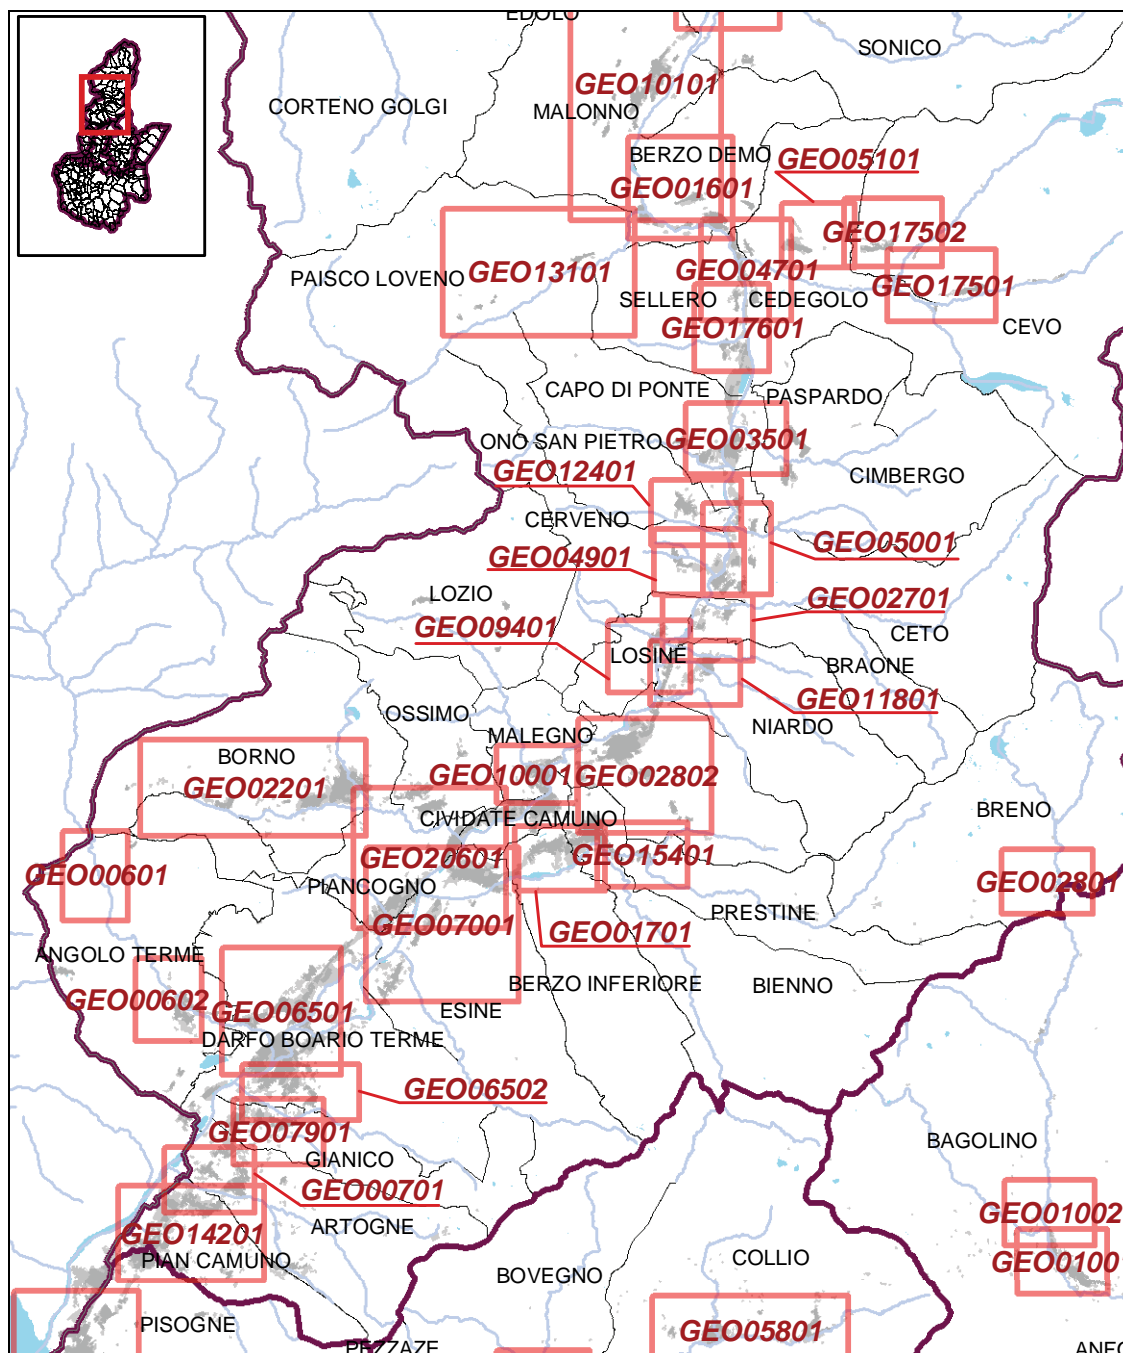 EDOLO
SONICO
GEO10101
CORTENO GOLGI
MALONNO
BERZO DEMO
GEO05101
GEO01601
GEO17502
PAISCO LOVENO
GEO13101
GEO04701
GEO17501
SELLERO
CEDEGOLO
CEVO
GEO17601
CAPO DI PONTE
PASPARDO
ONO SAN PIETRO
GEO03501
GEO12401
CIMBERGO
CERVENO
GEO05001
GEO04901
LOZIO
GEO02701
GEO09401
CETO
LOSINE
BRAONE
GEO11801
OSSIMO
NIARDO
MALEGNO
BORNO
GEO02201
GEO10001
GEO02802
BRENO
CIVIDATE CAMUNO
GEO20601
GEO15401
GEO00601
GEO02801
PIANCOGNO
GEO07001
PRESTINE
GEO01701
ANGOLO TERME
BERZO INFERIORE
BIENNO
GEO00602
GEO06501
ESINE
DARFO BOARIO TERME
GEO06502
GEO07901
BAGOLINO
GIANICO
GEO00701
GEO01002
ARTOGNE
GEO14201
PIAN CAMUNO
COLLIO
GEO0100
BOVEGNO
PISOGNE
GEO05801
PEZZAZE
ANFO